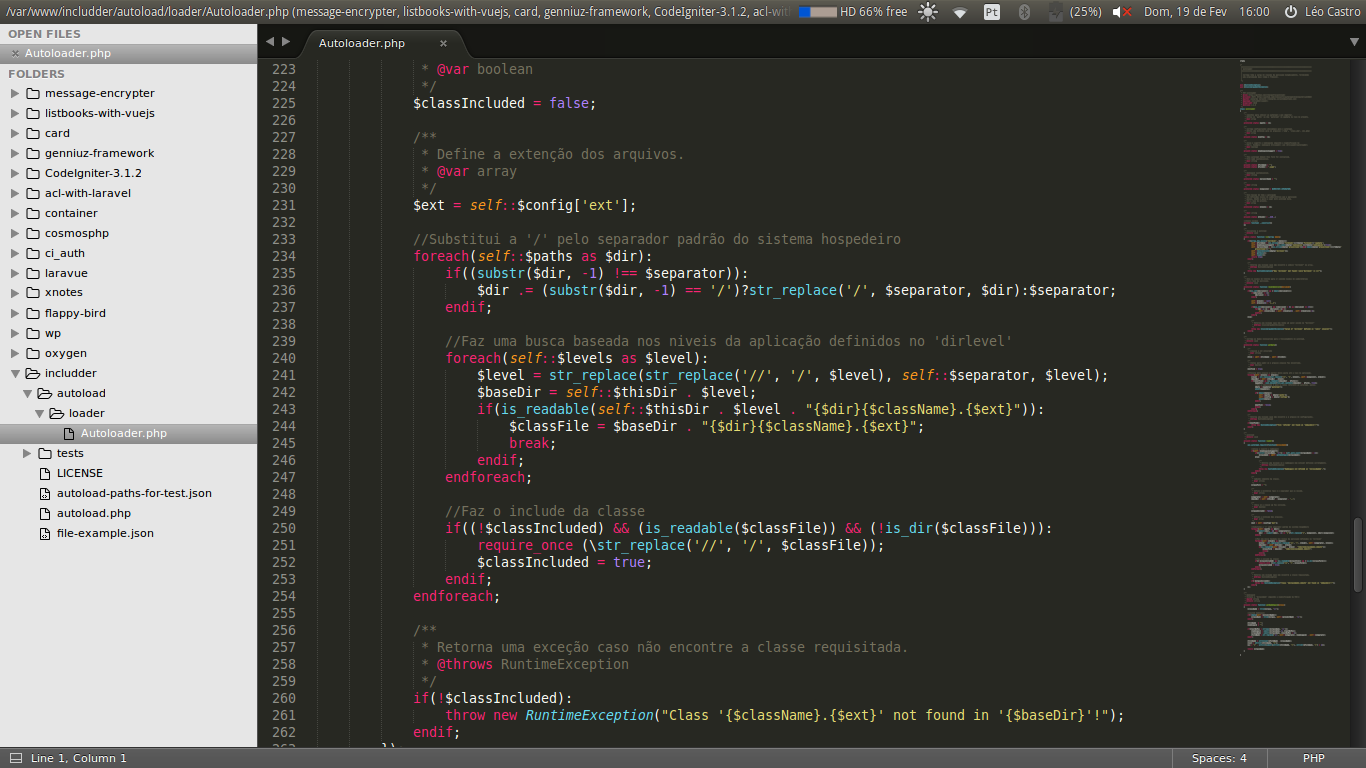 /var/www/includder/autoload/loader/Autoloader.php (message-encrypter, listbooks-with-vuejs, card, genniuz-framework, CodeIgniter-3.1.2, acl-wit
HD 66% free
Pt
(25%)
Dom, 19 de Fev
16:00
Léo Castro
OPEN FILES
× Autoloader.php
FOLDERS
message-encrypter
listbooks-with-vuejs
card
genniuz-framework
CodeIgniter-3.1.2
acl-with-laravel
container
cosmosphp
ci_auth
laravue
xnotes
flappy-bird
wp
oxygen
includder
autoload
loader
Autoloader.php
tests
LICENSE
autoload-paths-for-test.json
autoload.php
file-example.json
Autoloader.php ×
223 * @var boolean
224 */
225 $classIncluded = false;
226
227 /**
228 * Define a extenção dos arquivos.
229 * @var array
230 */
231 $ext = self::$config['ext'];
232
233 //Substitui a '/' pelo separador padrão do sistema hospedeiro
234 foreach(self::$paths as $dir):
235 if((substr($dir, -1) !== $separator)):
236 $dir .= (substr($dir, -1) == '/')?str_replace('/', $separator, $dir):$separator;
237 endif;
238
239 //Faz uma busca baseada nos niveis da aplicação definidos no 'dirlevel'
240 foreach(self::$levels as $level):
241 $level = str_replace(str_replace('//', '/', $level), self::$separator, $level);
242 $baseDir = self::$thisDir . $level;
243 if(is_readable(self::$thisDir . $level . "{$dir}{$className}.{$ext}")):
244 $classFile = $baseDir . "{$dir}{$className}.{$ext}";
245 break;
246 endif;
247 endforeach;
248
249 //Faz o include da classe
250 if((!$classIncluded) && (is_readable($classFile)) && (!is_dir($classFile))):
251 require_once (\str_replace('//', '/', $classFile));
252 $classIncluded = true;
253 endif;
254 endforeach;
255
256 /**
257 * Retorna uma exceção caso não encontre a classe requisitada.
258 * @throws RuntimeException
259 */
260 if(!$classIncluded):
261 throw new RuntimeException("Class '{$className}.{$ext}' not found in '{$baseDir}'!");
262 endif;
263 });
Line 1, Column 1
Spaces: 4
PHP